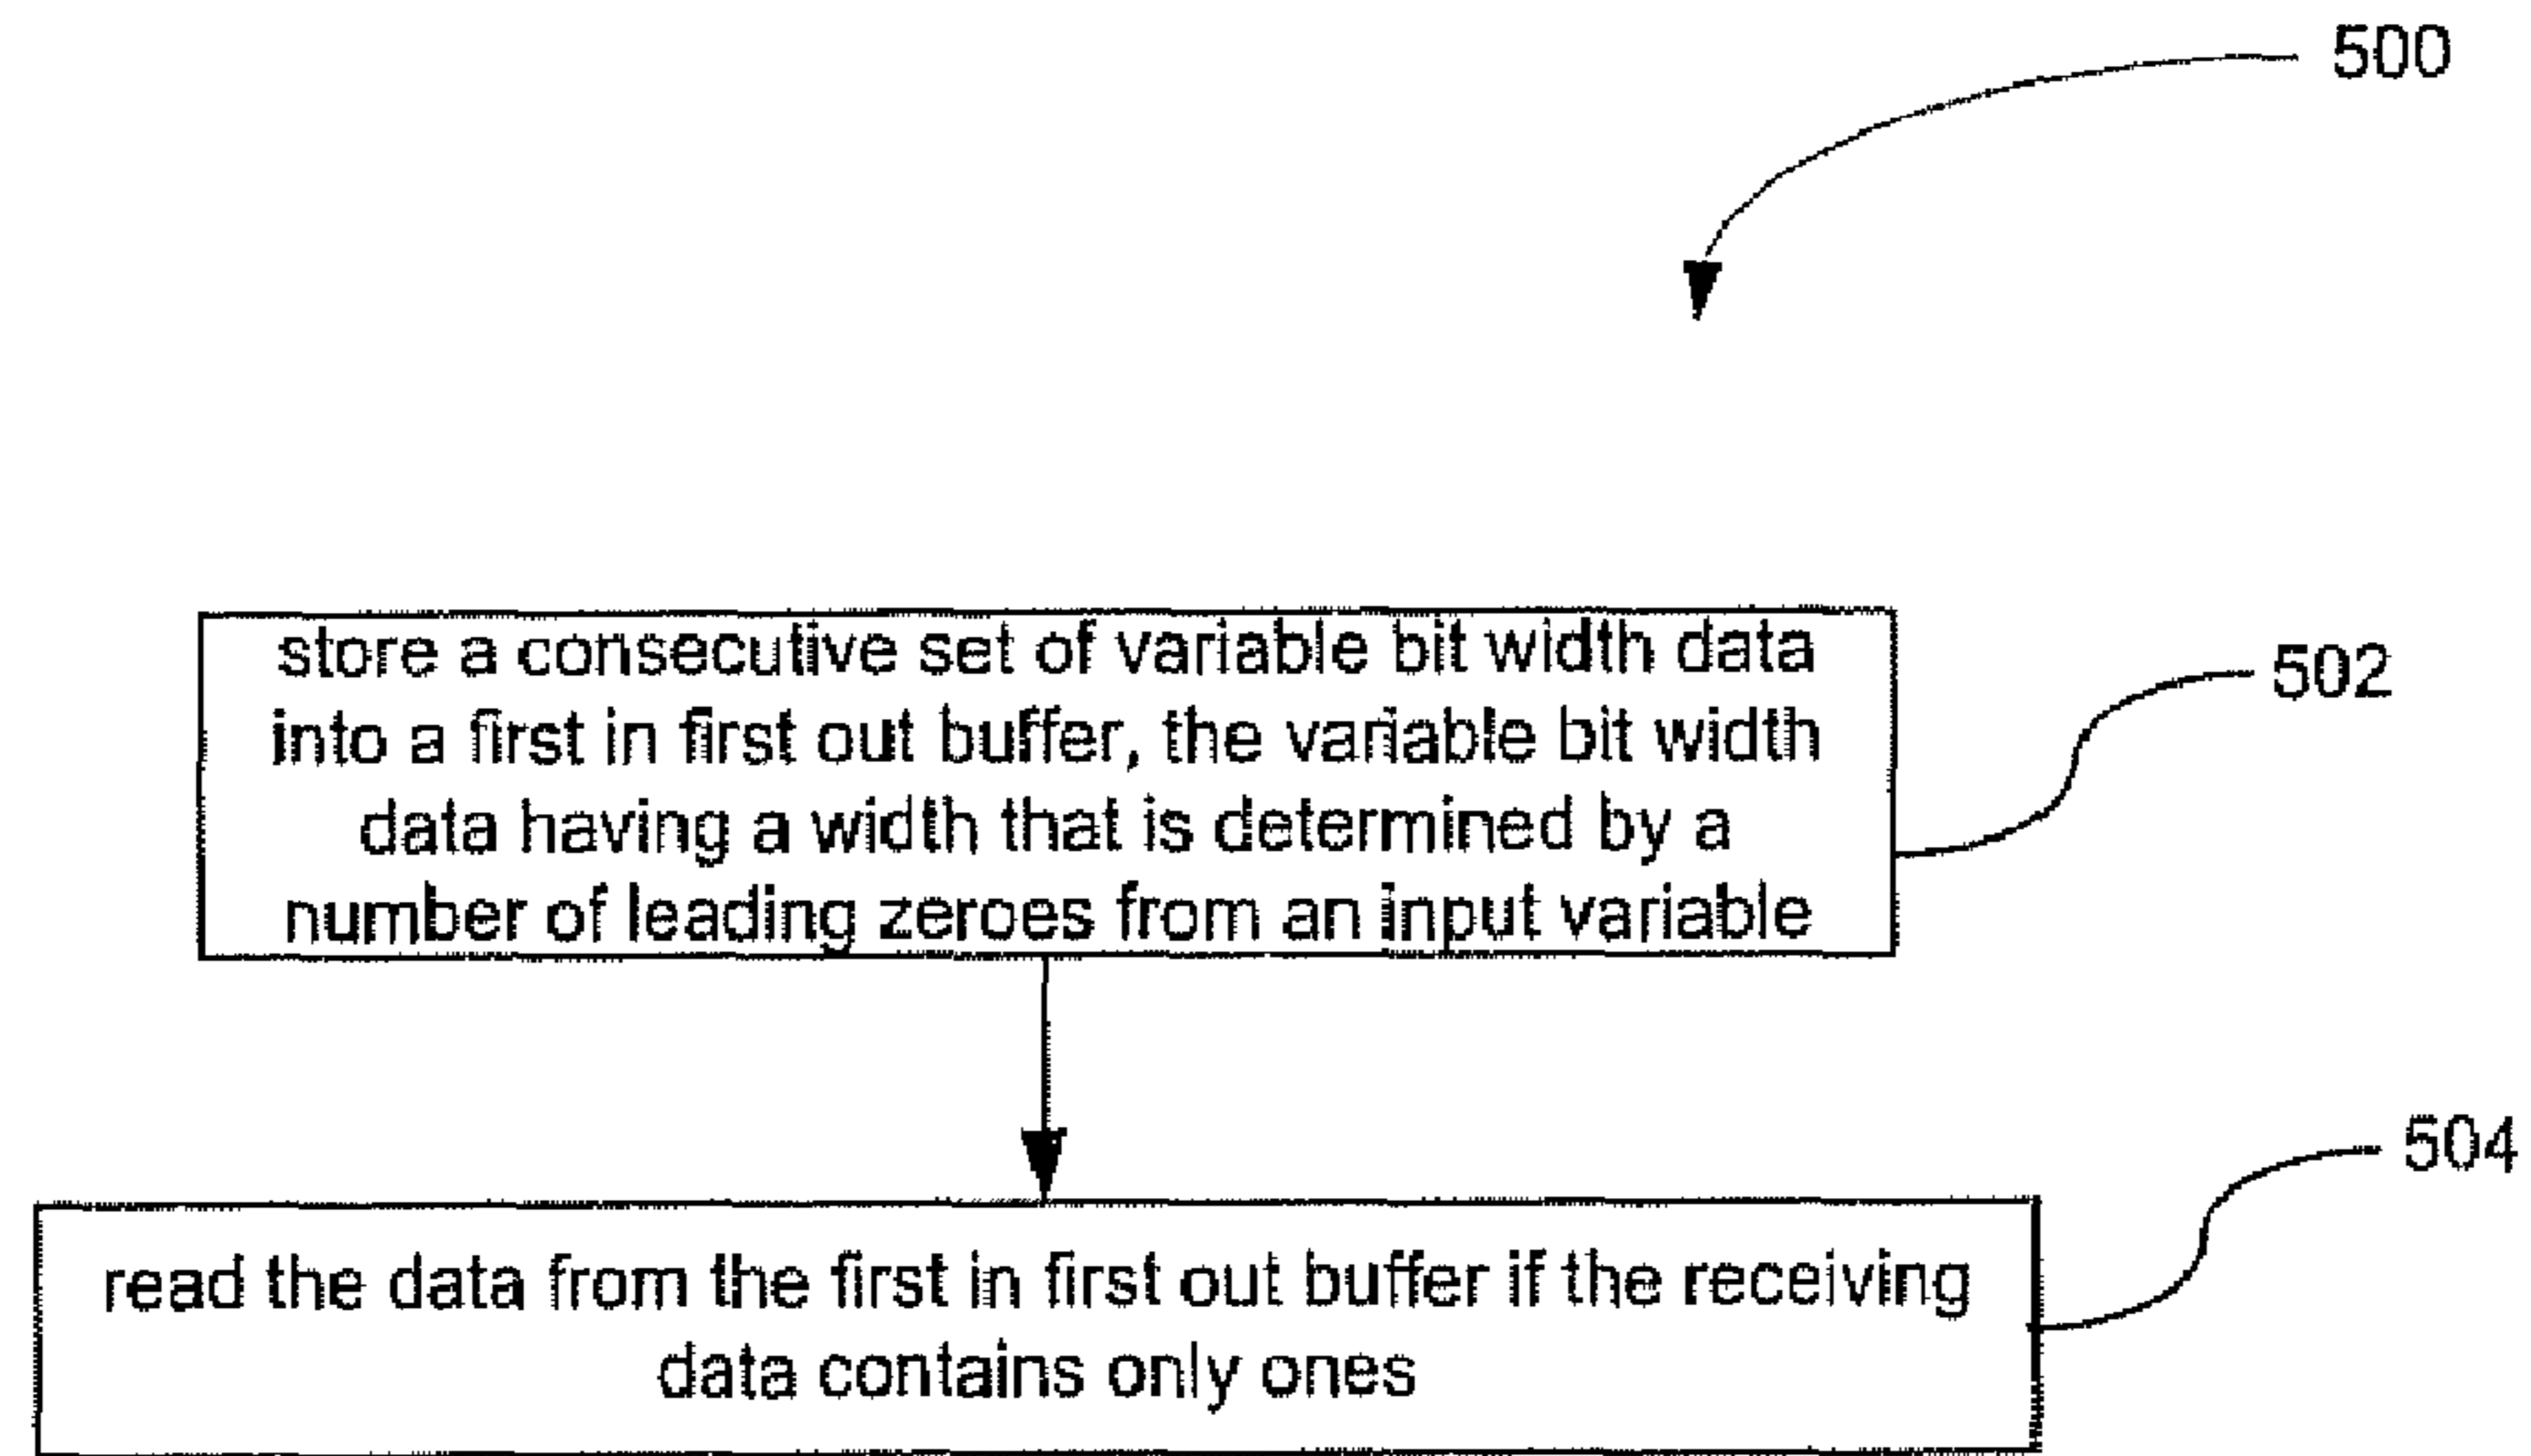 500
store a consecutive set of variable bit width data
into a first in first out buffer, the variable bit width
data having a width that is determined by a
number of leading zeroes from an input variable
502
504
read the data from the first in first out buffer if the receiving
data contains only ones